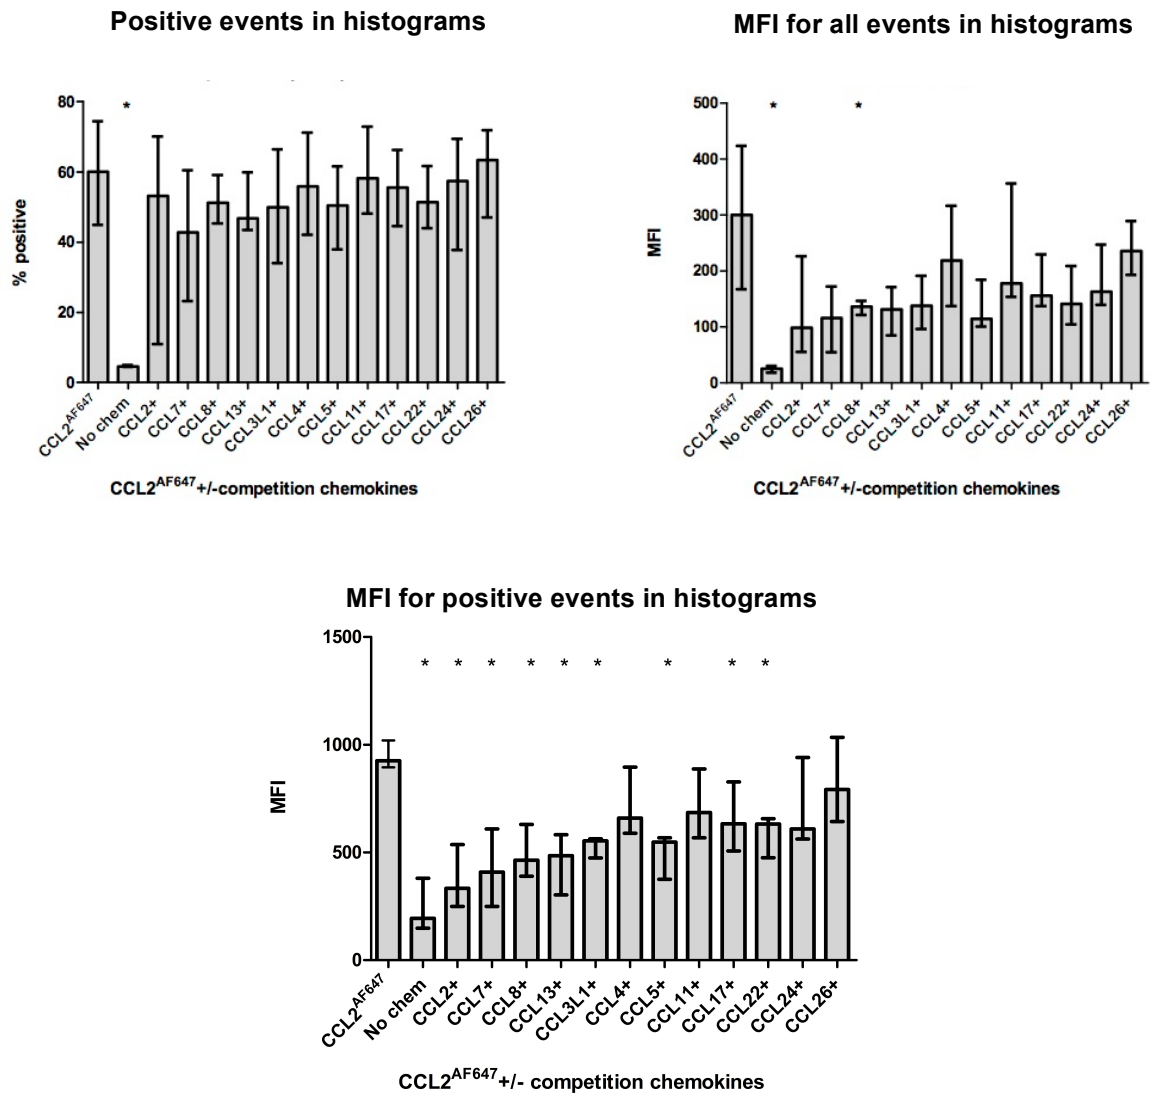 Positive events in histograms
MFI for all events in histograms
80
60
40
20
0
% positive
*
CCL2AF647
No chem
CCL2+
CCL7+
CCL8+
CCL13+
CCL3L1+
CCL4+
CCL5+
CCL11+
CCL17+
CCL22+
CCL24+
CCL26+
CCL2AF647+/-competition chemokines
500
400
300
200
100
0
MFI
*
*
CCL2AF647
No chem
CCL2+
CCL7+
CCL8+
CCL13+
CCL3L1+
CCL4+
CCL5+
CCL11+
CCL17+
CCL22+
CCL24+
CCL26+
CCL2AF647+/-competition chemokines
MFI for positive events in histograms
1500
1000
500
0
MFI
* * * * * * * * *
CCL2AF647
No chem
CCL2+
CCL7+
CCL8+
CCL13+
CCL3L1+
CCL4+
CCL5+
CCL11+
CCL17+
CCL22+
CCL24+
CCL26+
CCL2AF647+/- competition chemokines